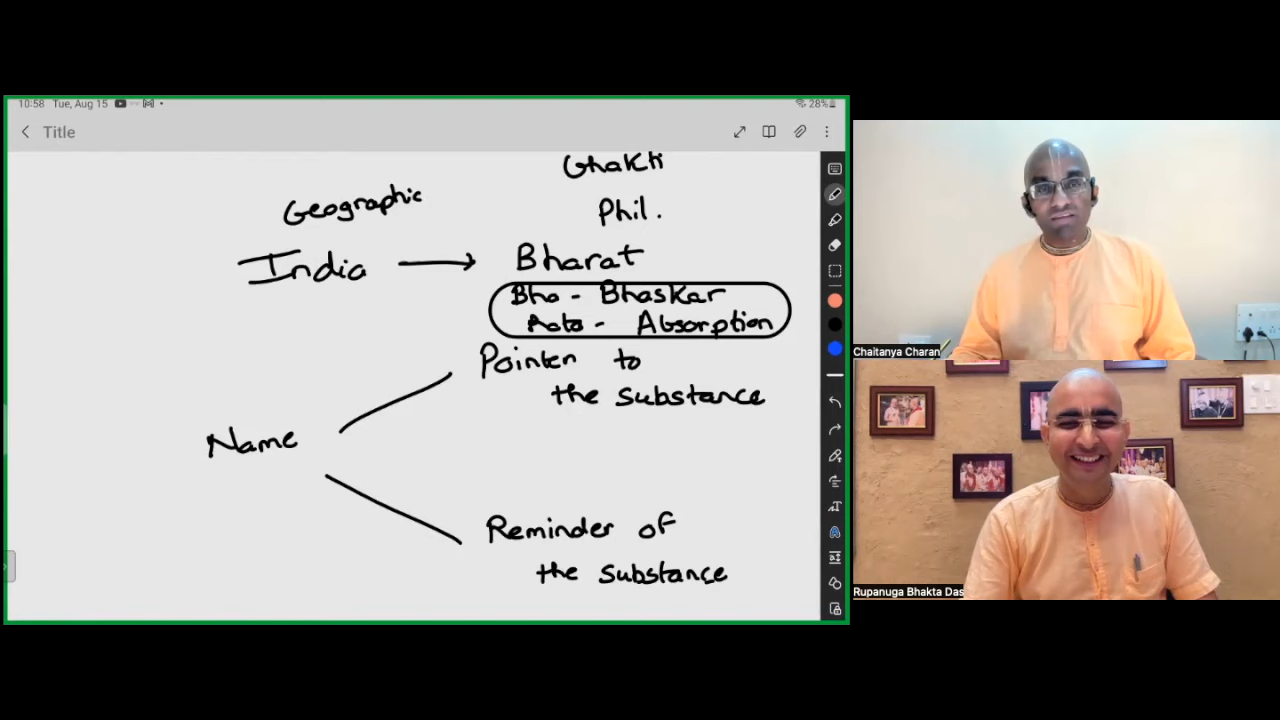 10:58 Tue, Aug 15
28%
Title
Geographic
Phil.
India → Bharat
Bha - Bhaskar
Rata - Absorption
Pointer to
the substance
Name
Reminder of
the substance
Chaitanya Charan
Rupanuga Bhakta Das